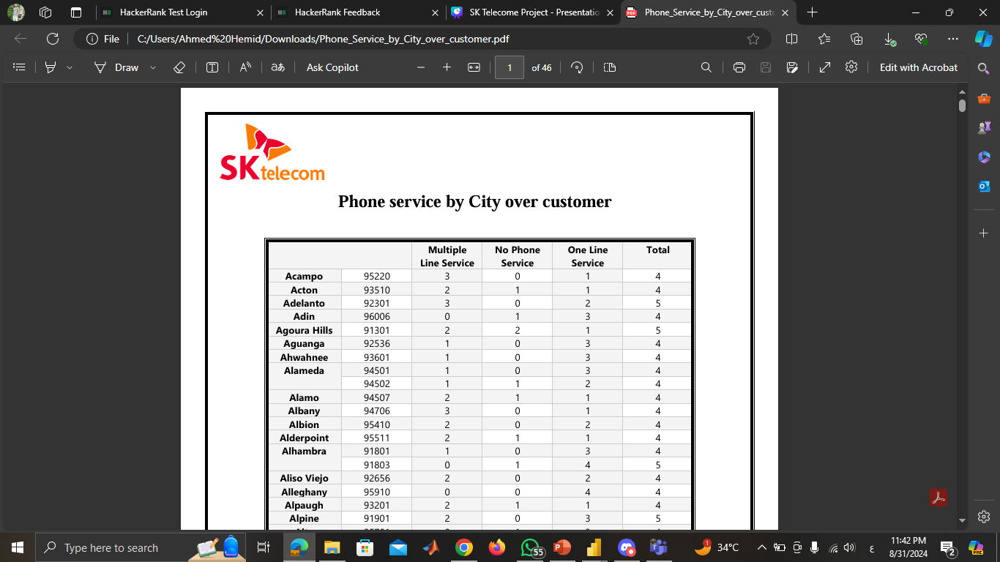 HackerRank Test Login
HackerRank Feedback
SK Telecome Project - Presentatio
Phone_Service_by_City_over_custo
File
C:/Users/Ahmed%20Hemid/Downloads/Phone_Service_by_City_over_customer.pdf
Draw
Ask Copilot
1 of 46
Edit with Acrobat
SK telecom
Phone service by City over customer
Multiple Line Service No Phone Service One Line Service Total
Acampo 95220 3 0 1 4
Acton 93510 2 1 1 4
Adelanto 92301 3 0 2 5
Adin 96006 0 1 3 4
Agoura Hills 91301 2 2 1 5
Aguanga 92536 1 0 3 4
Ahwahnee 93601 1 0 3 4
Alameda 94501 1 0 3 4
94502 1 1 2 4
Alamo 94507 2 1 1 4
Albany 94706 3 0 1 4
Albion 95410 2 0 2 4
Alderpoint 95511 2 1 1 4
Alhambra 91801 1 0 3 4
91803 0 1 4 5
Aliso Viejo 92656 2 0 2 4
Alleghany 95910 0 0 4 4
Alpaugh 93201 2 1 1 4
Alpine 91901 2 0 3 5
Type here to search
55
34°C
ع
11:42 PM
8/31/2024
2